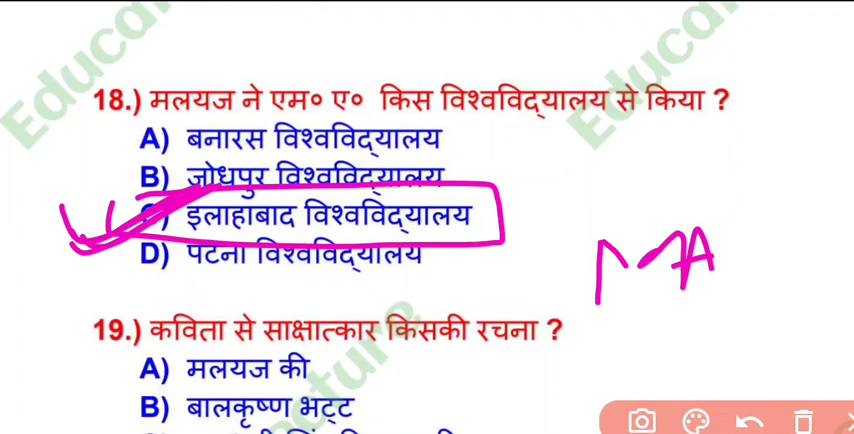 18.) मलयज ने एम० ए० किस विश्वविद्यालय से किया ?
A) बनारस विश्वविद्यालय
B) जोधपुर विश्वविद्यालय
C) इलाहाबाद विश्वविद्यालय
D) पटना विश्वविद्यालय
MA
19.) कविता से साक्षात्कार किसकी रचना ?
A) मलयज की
B) बालकृष्ण भट्ट